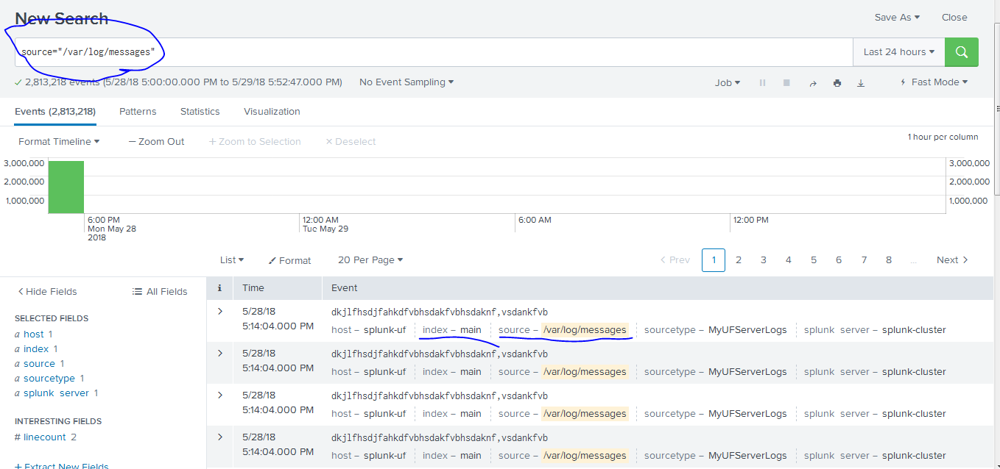 New Search
Save As Close
source="/var/log/messages"
Last 24 hours
2,813,218 events (5/28/18 5:00:00.000 PM to 5/29/18 5:52:47.000 PM) No Event Sampling
Job Fast Mode
Events (2,813,218) Patterns Statistics Visualization
Format Timeline — Zoom Out + Zoom to Selection × Deselect
1 hour per column
3,000,000 3,000,000
2,000,000 2,000,000
1,000,000 1,000,000
6:00 PM 12:00 AM 6:00 AM 12:00 PM
Mon May 28 Tue May 29
2018
List Format 20 Per Page
< Prev 1 2 3 4 5 6 7 8 ... Next >
< Hide Fields All Fields
SELECTED FIELDS
a host 1
a index 1
a source 1
a sourcetype 1
a splunk server 1
INTERESTING FIELDS
# linecount 2
+ Extract New Fields
i Time Event
> 5/28/18 dkjlfhsdjfahkdfvbhsdakfvbhsdaknf,vsdankfvb
5:14:04.000 PM host – splunk-uf index – main source – /var/log/messages sourcetype – MyUFServerLogs splunk server – splunk-cluster
> 5/28/18 dkjlfhsdjfahkdfvbhsdakfvbhsdaknf,vsdankfvb
5:14:04.000 PM host – splunk-uf index – main source – /var/log/messages sourcetype – MyUFServerLogs splunk server – splunk-cluster
> 5/28/18 dkjlfhsdjfahkdfvbhsdakfvbhsdaknf,vsdankfvb
5:14:04.000 PM host – splunk-uf index – main source – /var/log/messages sourcetype – MyUFServerLogs splunk server – splunk-cluster
> 5/28/18 dkjlfhsdjfahkdfvbhsdakfvbhsdaknf,vsdankfvb
5:14:04.000 PM host – splunk-uf index – main source – /var/log/messages sourcetype – MyUFServerLogs splunk server – splunk-cluster